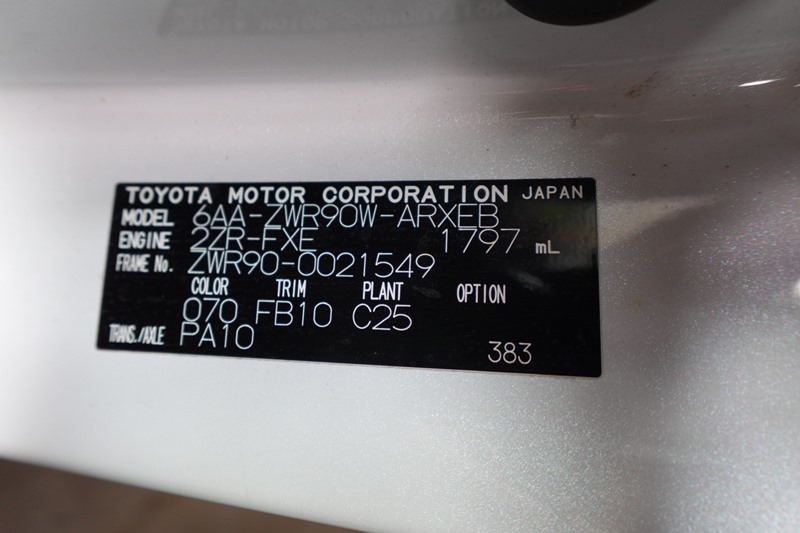 TOYOTA MOTOR CORPORATION JAPAN
MODEL 6AA-ZWR90W-ARXEB
ENGINE 2ZR-FXE 1797 mL
FRAME No. ZWR90-0021549
COLOR TRIM PLANT OPTION
070 FB10 C25
TRANS./AXLE PA10
383